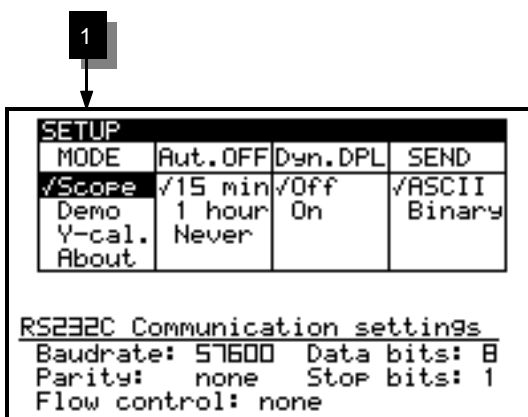 1
SETUP
MODE Aut.OFF Dyn.DPL SEND
√Scope √15 min √Off √ASCII
Demo 1 hour On Binary
Y-cal. Never
About
RS232C Communication settings
Baudrate: 57600 Data bits: 8
Parity: none Stop bits: 1
Flow control: none